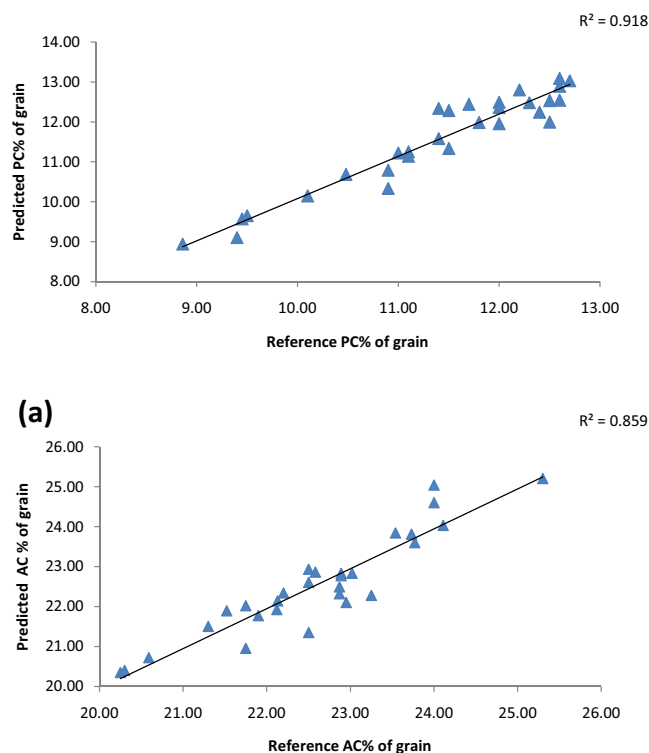 R² = 0.918
14.00
13.00
12.00
11.00
10.00
9.00
8.00
Predicted PC% of grain
8.00 9.00 10.00 11.00 12.00 13.00
Reference PC% of grain
(a)
R² = 0.859
26.00
25.00
24.00
23.00
22.00
21.00
20.00
Predicted AC % of grain
20.00 21.00 22.00 23.00 24.00 25.00 26.00
Reference AC% of grain